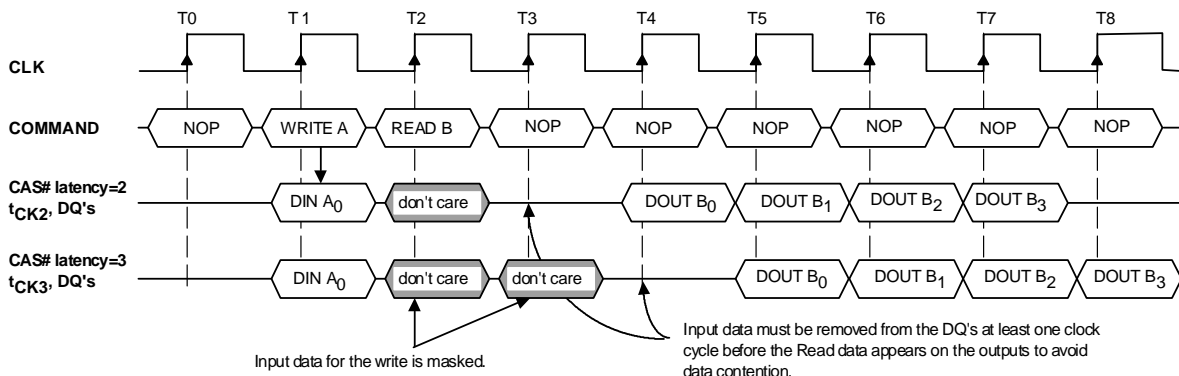 T0 T1 T2 T3 T4 T5 T6 T7 T8
CLK
COMMAND NOP WRITE A READ B NOP NOP NOP NOP NOP NOP
CAS# latency=2
tCK2, DQ's DIN A0 don't care DOUT B0 DOUT B1 DOUT B2 DOUT B3
CAS# latency=3
tCK3, DQ's DIN A0 don't care don't care DOUT B0 DOUT B1 DOUT B2 DOUT B3
Input data for the write is masked.
Input data must be removed from the DQ's at least one clock
cycle before the Read data appears on the outputs to avoid
data contention.